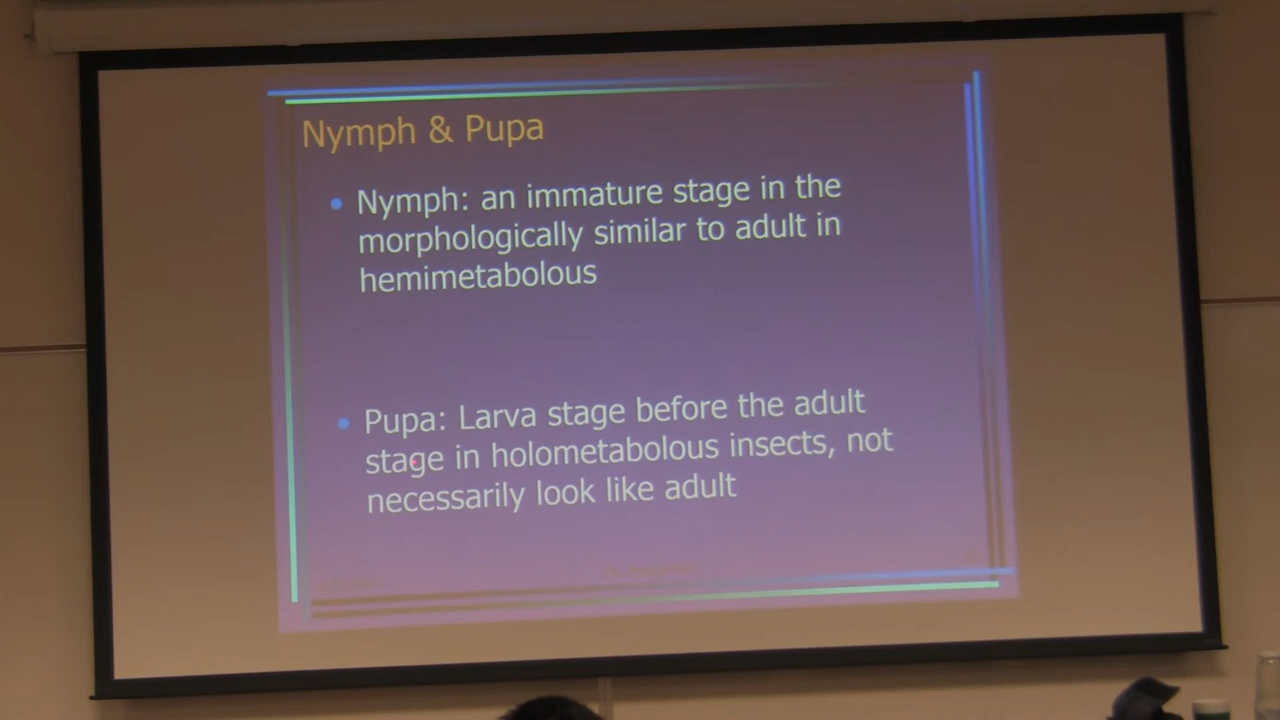 Nymph & Pupa
• Nymph: an immature stage in the
morphologically similar to adult in
hemimetabolous
• Pupa: Larva stage before the adult
stage in holometabolous insects, not
necessarily look like adult